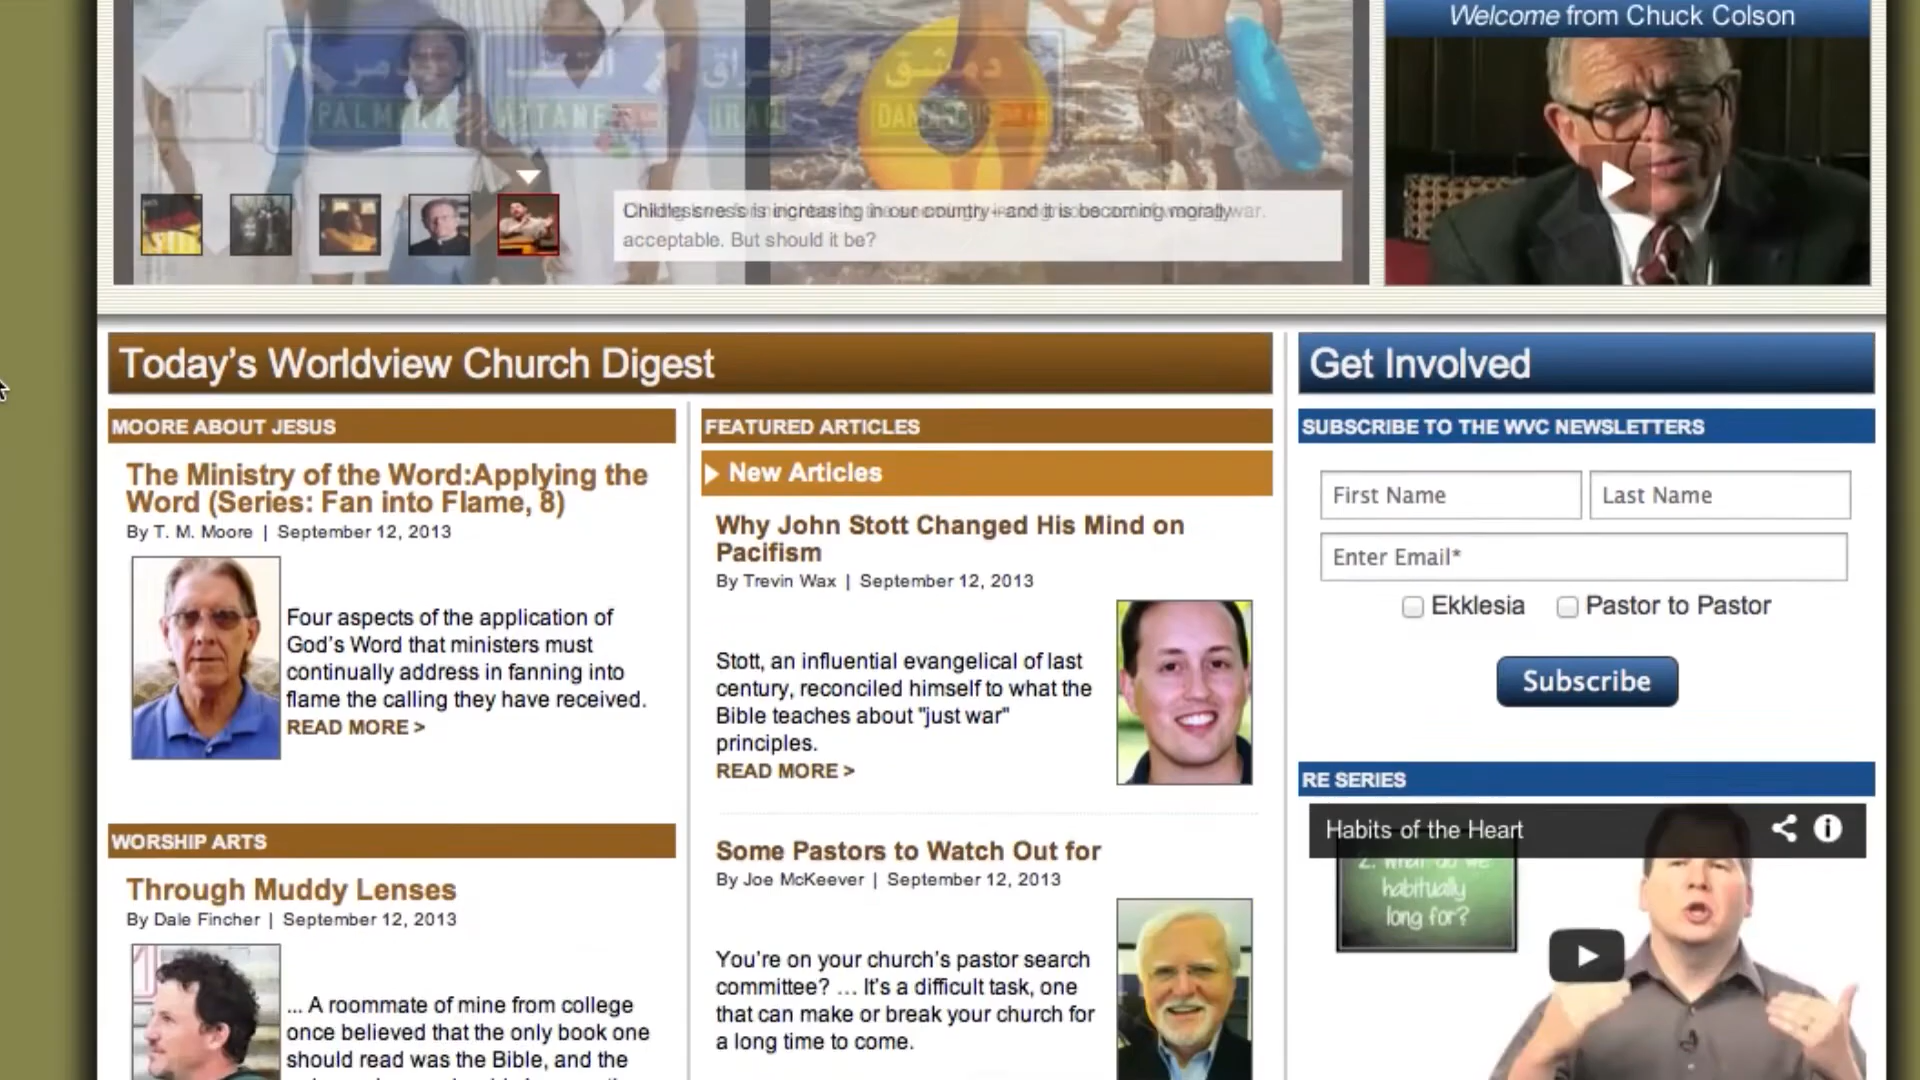 Welcome from Chuck Colson
دمشق
PALMYRA
IRAQ
Childlessness is increasing in our country – and it is becoming morally
acceptable. But should it be?
Today's Worldview Church Digest
Get Involved
MOORE ABOUT JESUS
The Ministry of the Word:Applying the
Word (Series: Fan into Flame, 8)
By T. M. Moore | September 12, 2013
Four aspects of the application of
God's Word that ministers must
continually address in fanning into
flame the calling they have received.
READ MORE >
WORSHIP ARTS
Through Muddy Lenses
By Dale Fincher | September 12, 2013
... A roommate of mine from college
once believed that the only book one
should read was the Bible, and the
FEATURED ARTICLES
New Articles
Why John Stott Changed His Mind on
Pacifism
By Trevin Wax | September 12, 2013
Stott, an influential evangelical of last
century, reconciled himself to what the
Bible teaches about "just war"
principles.
READ MORE >
Some Pastors to Watch Out for
By Joe McKeever | September 12, 2013
You're on your church's pastor search
committee? … It's a difficult task, one
that can make or break your church for
a long time to come.
SUBSCRIBE TO THE WVC NEWSLETTERS
First Name
Last Name
Enter Email*
Ekklesia
Pastor to Pastor
Subscribe
RE SERIES
Habits of the Heart
2. What do we
habitually
long for?